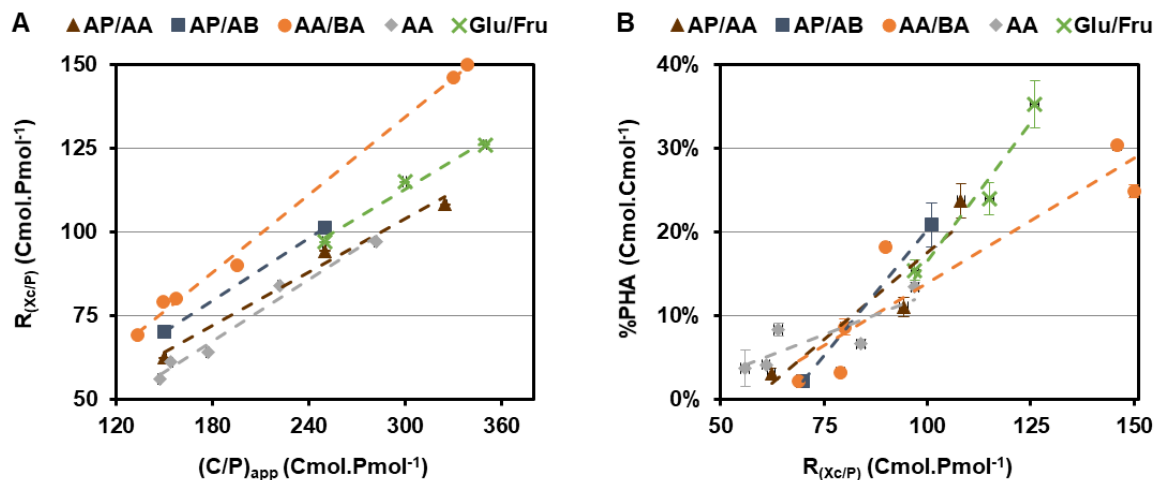 A
AP/AA AP/AB AA/BA AA Glu/Fru
150
125
100
75
50
R(Xc/P) (Cmol.Pmol-1)
120 180 240 300 360
(C/P)app (Cmol.Pmol-1)
B
AP/AA AP/AB AA/BA AA Glu/Fru
40%
30%
20%
10%
0%
%PHA (Cmol.Cmol-1)
50 75 100 125 150
R(Xc/P) (Cmol.Pmol-1)